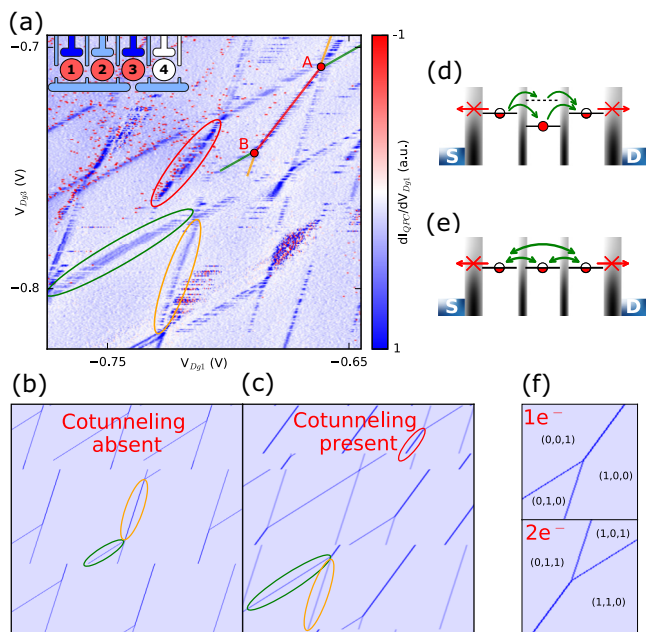 (a)
−0.7
−0.8
V_Dg3 (V)
−0.75
−0.65
V_Dg1 (V)
1
2
3
4
A
B
-1
1
dI_QPC/dV_Dg1 (a.u.)
(d)
S
D
(e)
S
D
(b)
Cotunneling
absent
(c)
Cotunneling
present
(f)
1e⁻
(0,0,1)
(1,0,0)
(0,1,0)
2e⁻
(1,0,1)
(0,1,1)
(1,1,0)